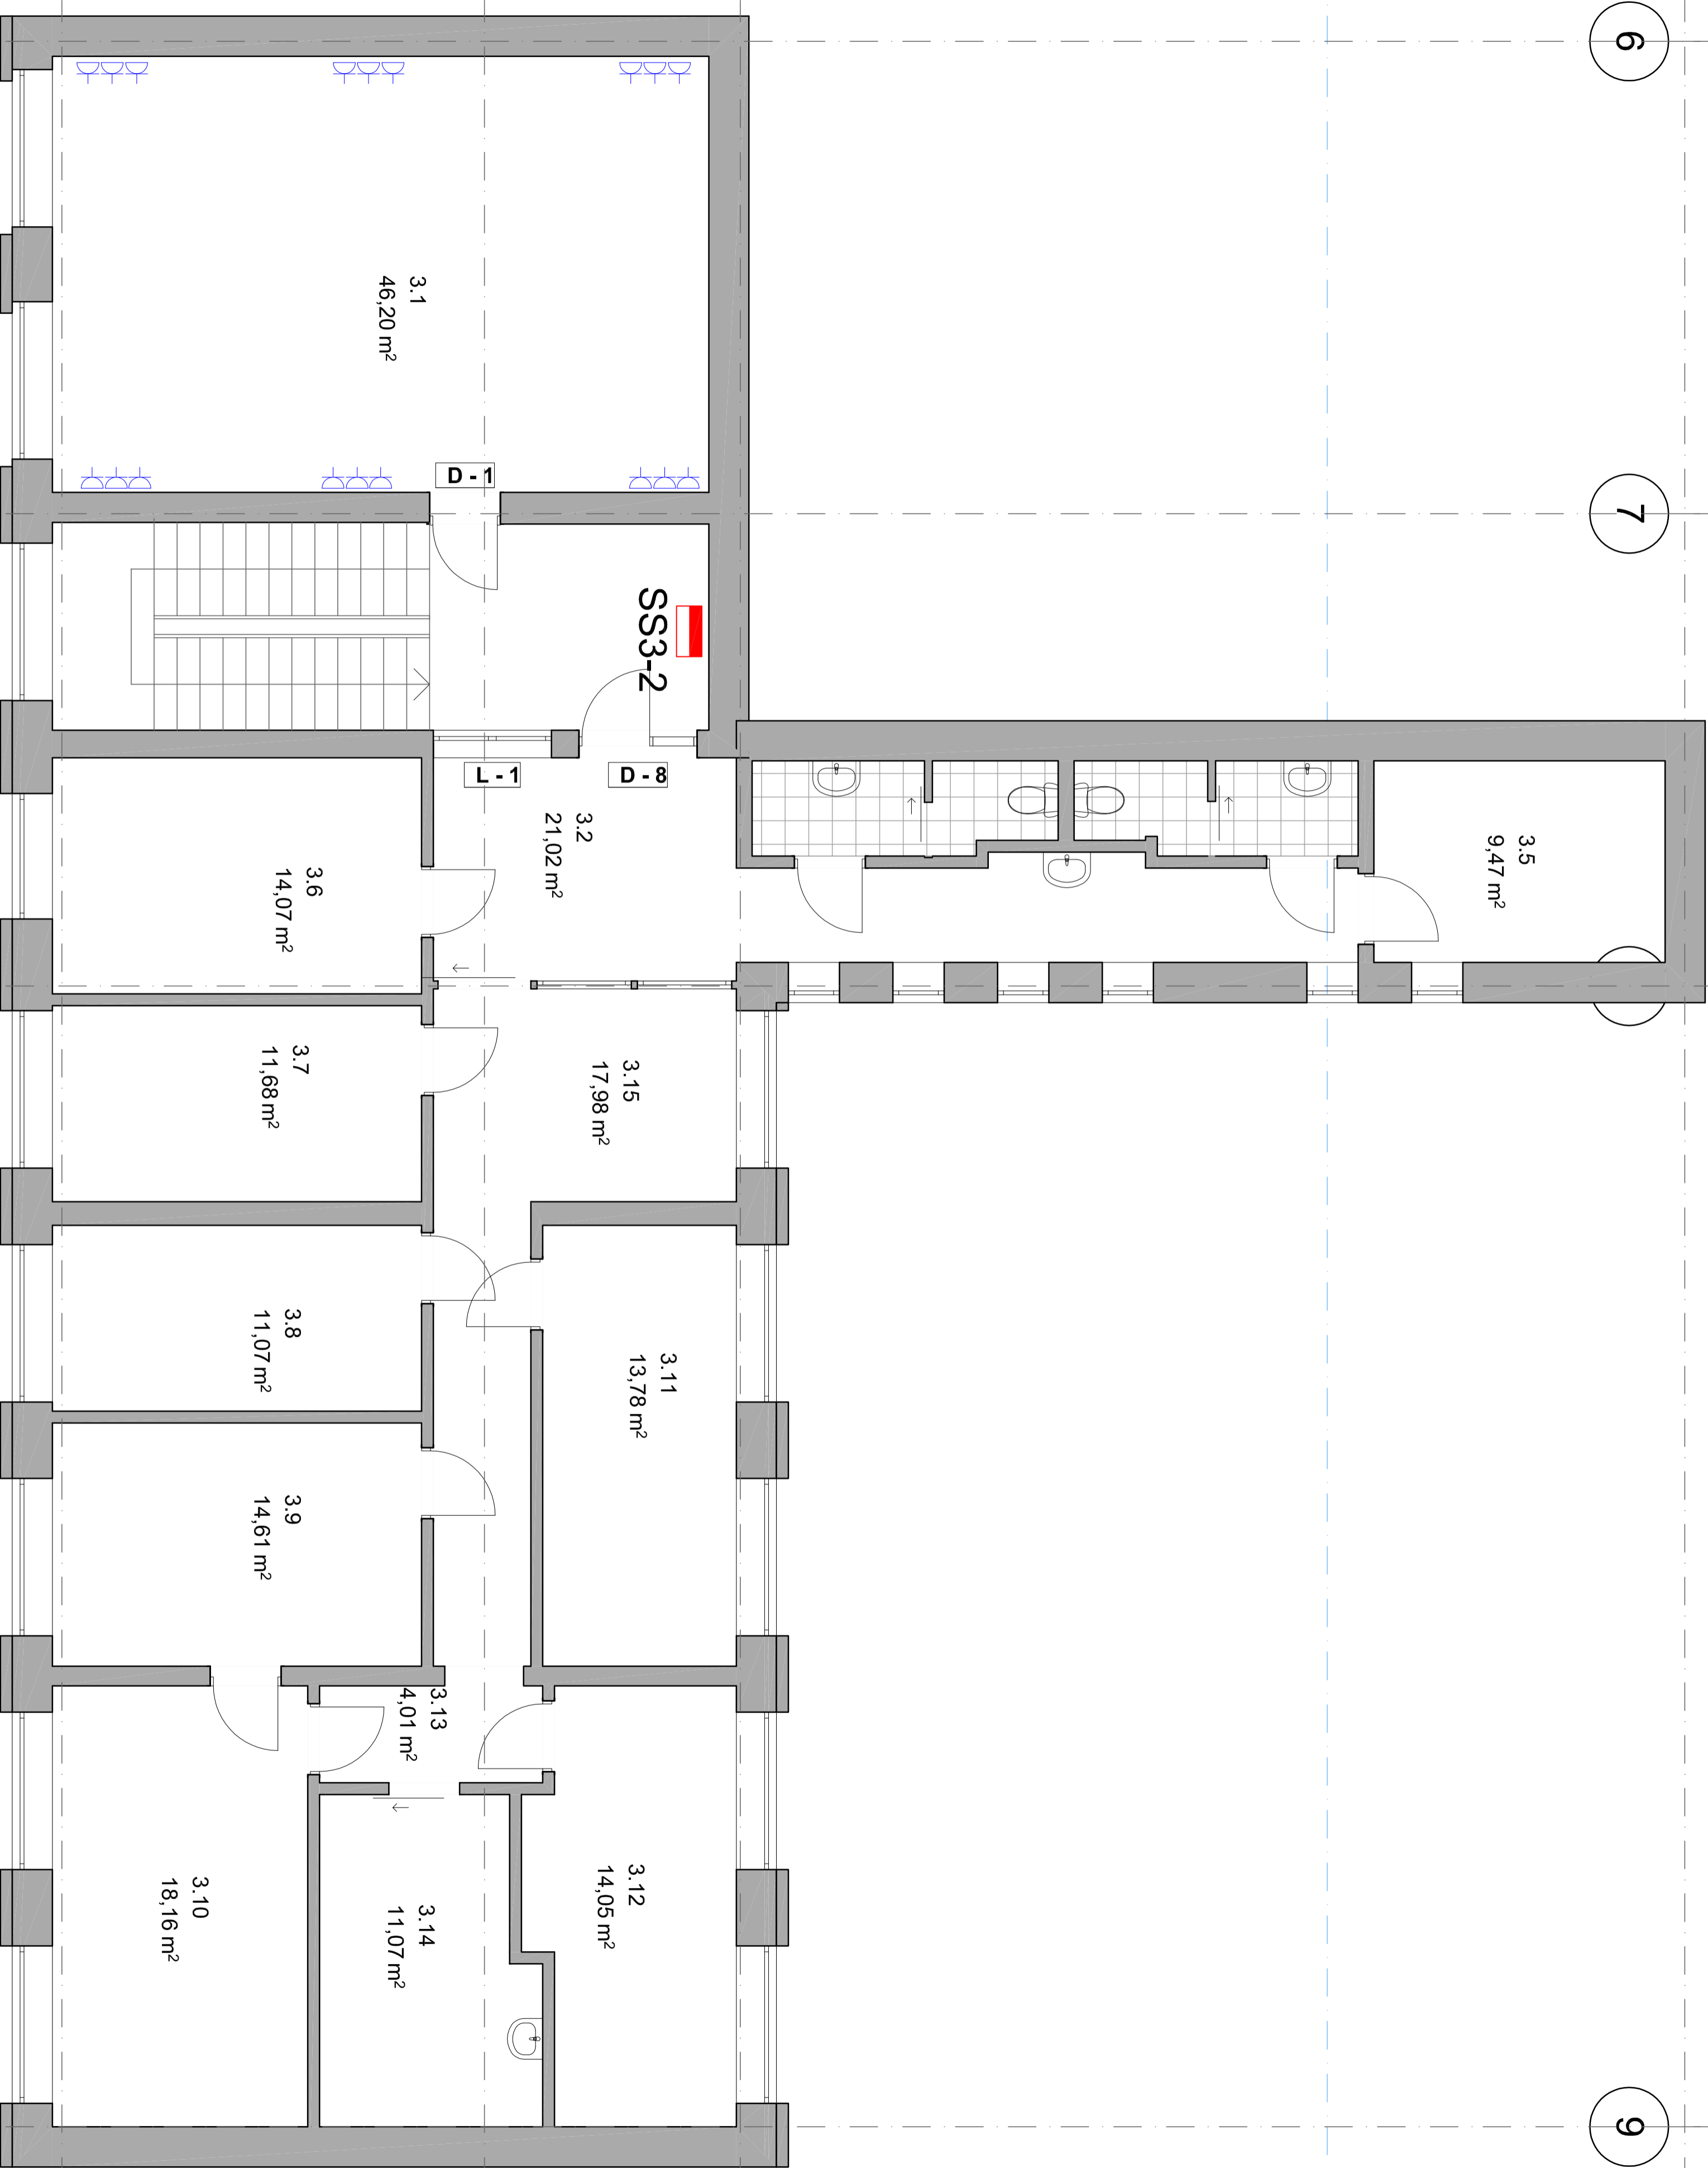 6
7
9
D - 1
SS3-2
L - 1
D - 8
3.1
46,20 m²
3.2
21,02 m²
3.5
9,47 m²
3.6
14,07 m²
3.7
11,68 m²
3.15
17,98 m²
3.8
11,07 m²
3.11
13,78 m²
3.9
14,61 m²
3.13
4,01 m²
3.10
18,16 m²
3.14
11,07 m²
3.12
14,05 m²